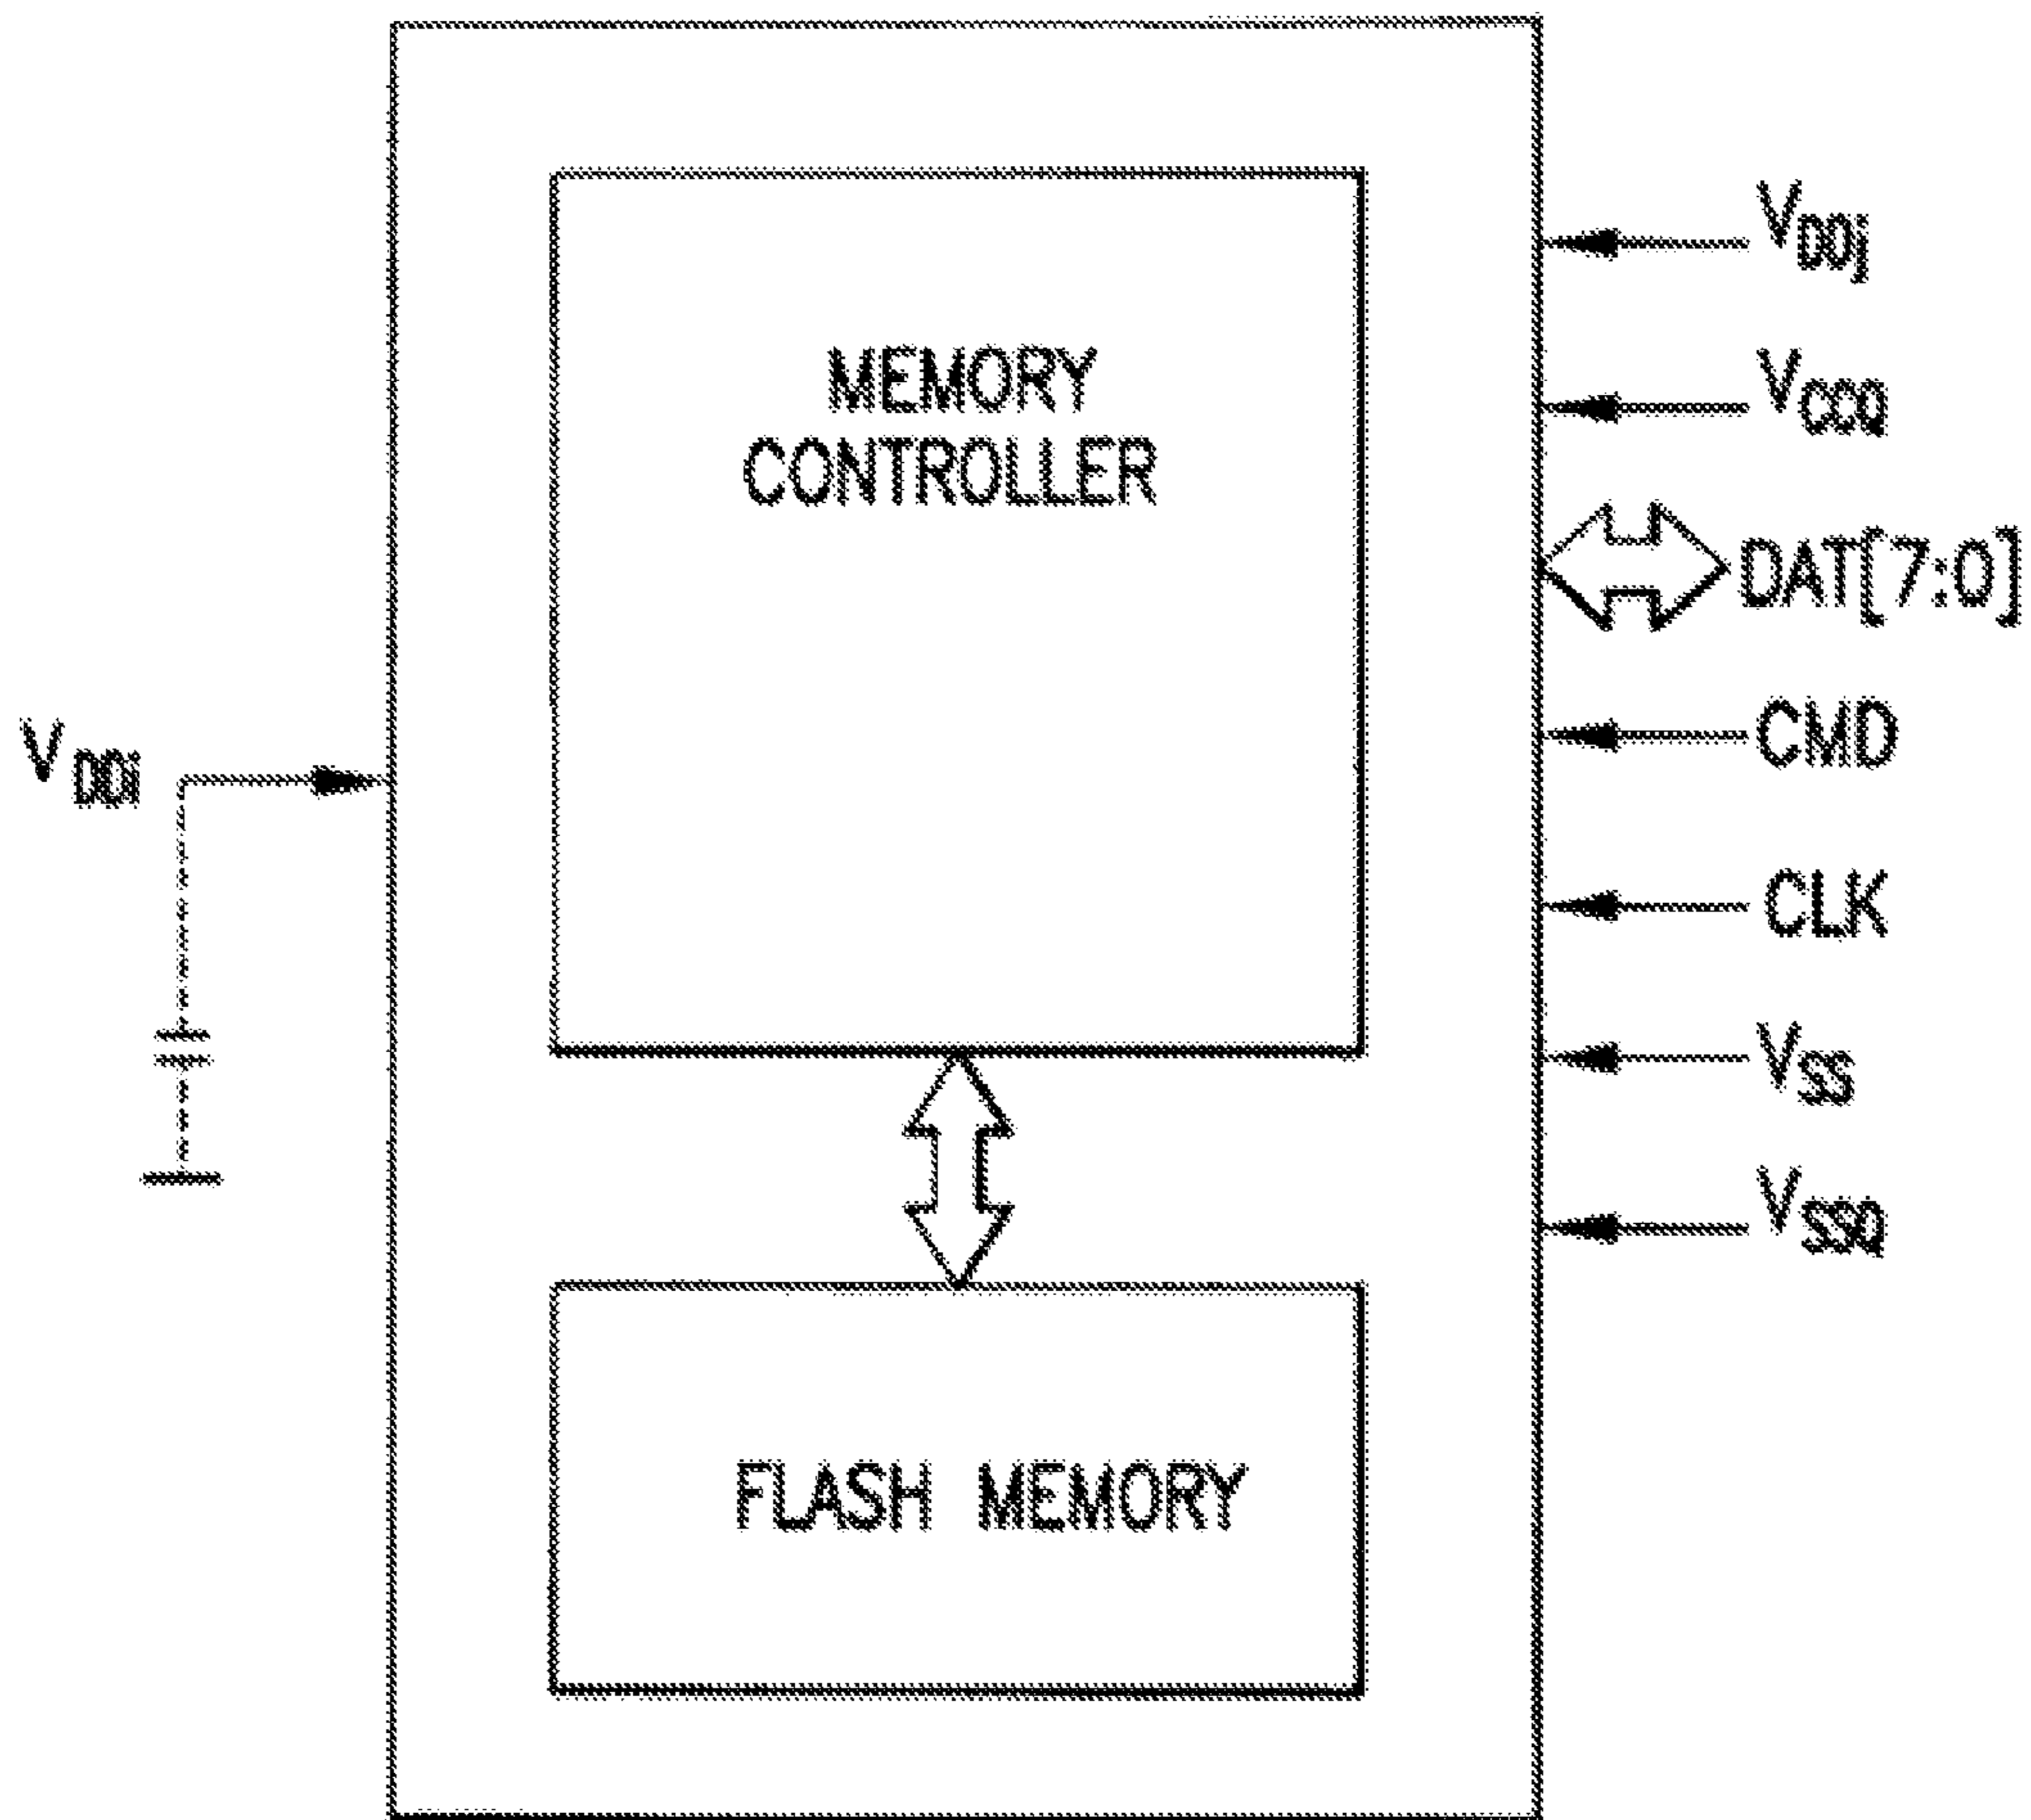 MEMORY
CONTROLLER
FLASH MEMORY
VDDi
VDDj
VCCQ
DAT[7:0]
CMD
CLK
VSS
VSSQ